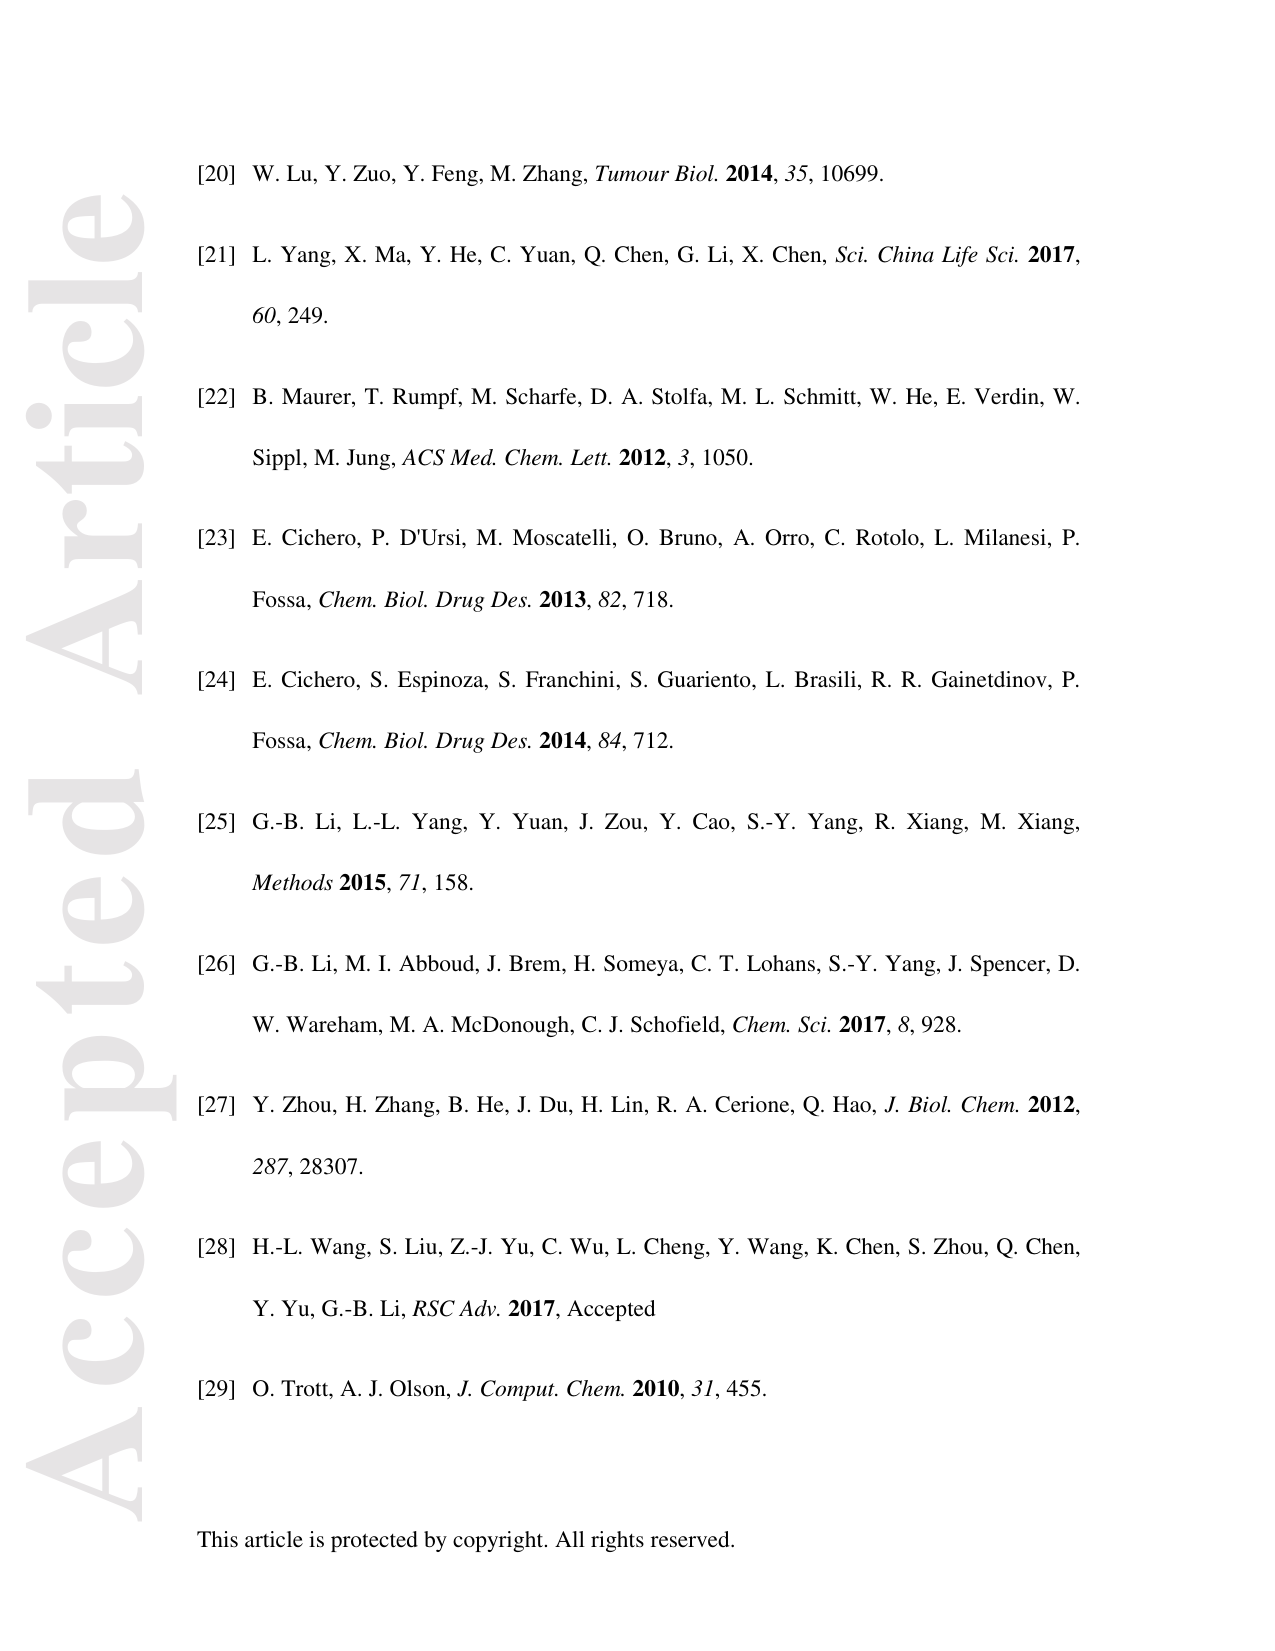 [20] W. Lu, Y. Zuo, Y. Feng, M. Zhang, Tumour Biol. 2014, 35, 10699.
[21] L. Yang, X. Ma, Y. He, C. Yuan, Q. Chen, G. Li, X. Chen, Sci. China Life Sci. 2017,
60, 249.
[22] B. Maurer, T. Rumpf, M. Scharfe, D. A. Stolfa, M. L. Schmitt, W. He, E. Verdin, W.
Sippl, M. Jung, ACS Med. Chem. Lett. 2012, 3, 1050.
[23] E. Cichero, P. D'Ursi, M. Moscatelli, O. Bruno, A. Orro, C. Rotolo, L. Milanesi, P.
Fossa, Chem. Biol. Drug Des. 2013, 82, 718.
[24] E. Cichero, S. Espinoza, S. Franchini, S. Guariento, L. Brasili, R. R. Gainetdinov, P.
Fossa, Chem. Biol. Drug Des. 2014, 84, 712.
[25] G.-B. Li, L.-L. Yang, Y. Yuan, J. Zou, Y. Cao, S.-Y. Yang, R. Xiang, M. Xiang,
Methods 2015, 71, 158.
[26] G.-B. Li, M. I. Abboud, J. Brem, H. Someya, C. T. Lohans, S.-Y. Yang, J. Spencer, D.
W. Wareham, M. A. McDonough, C. J. Schofield, Chem. Sci. 2017, 8, 928.
[27] Y. Zhou, H. Zhang, B. He, J. Du, H. Lin, R. A. Cerione, Q. Hao, J. Biol. Chem. 2012,
287, 28307.
[28] H.-L. Wang, S. Liu, Z.-J. Yu, C. Wu, L. Cheng, Y. Wang, K. Chen, S. Zhou, Q. Chen,
Y. Yu, G.-B. Li, RSC Adv. 2017, Accepted
[29] O. Trott, A. J. Olson, J. Comput. Chem. 2010, 31, 455.
This article is protected by copyright. All rights reserved.
Accepted Article